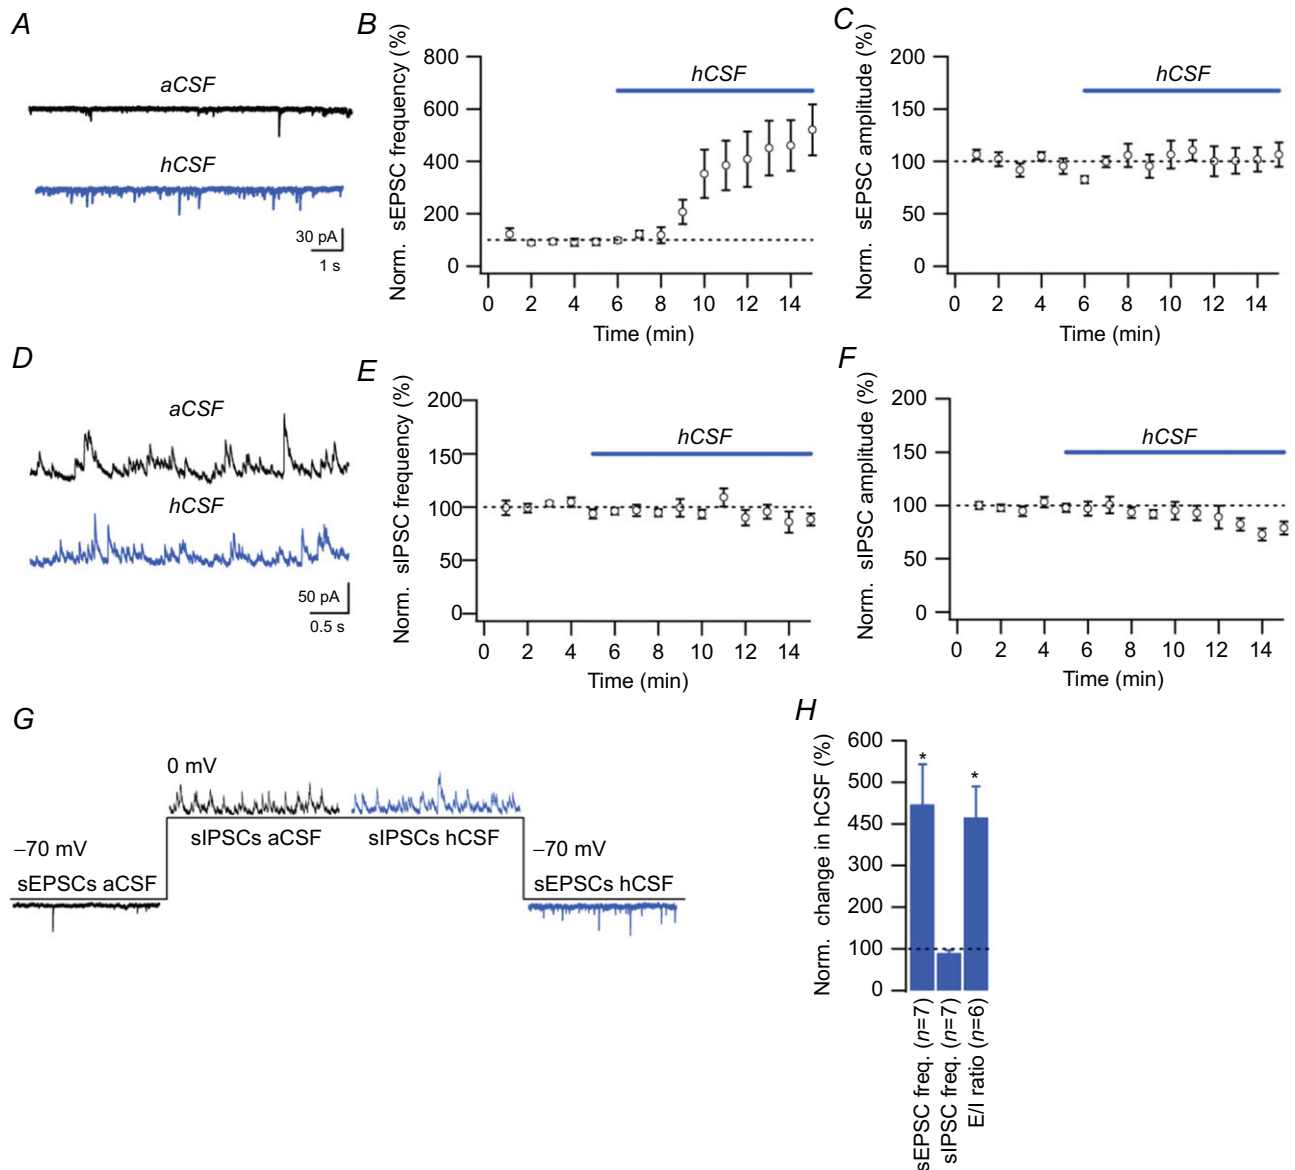 A
aCSF
hCSF
30 pA
1 s
B
Norm. sEPSC frequency (%)
800
600
400
200
0
hCSF
0 2 4 6 8 10 12 14
Time (min)
C
Norm. sEPSC amplitude (%)
200
150
100
50
0
hCSF
0 2 4 6 8 10 12 14
Time (min)
D
aCSF
hCSF
50 pA
0.5 s
E
Norm. sIPSC frequency (%)
200
150
100
50
0
hCSF
0 2 4 6 8 10 12 14
Time (min)
F
Norm. sIPSC amplitude (%)
200
150
100
50
0
hCSF
0 2 4 6 8 10 12 14
Time (min)
G
0 mV
sIPSCs aCSF
sIPSCs hCSF
–70 mV
sEPSCs aCSF
–70 mV
sEPSCs hCSF
H
Norm. change in hCSF (%)
600
500
450
300
200
100
0
* *
sEPSC freq. (n=7)
sIPSC freq. (n=7)
E/I ratio (n=6)